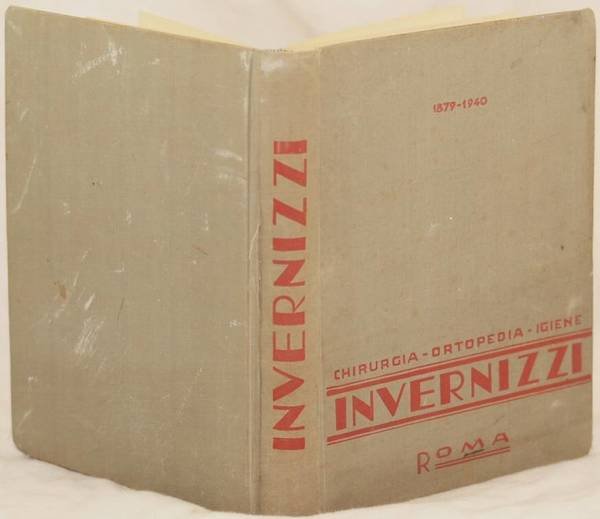 INVERNIZZI
1879-1940
CHIRURGIA - ORTOPEDIA - IGIENE
INVERNIZZI
ROMA